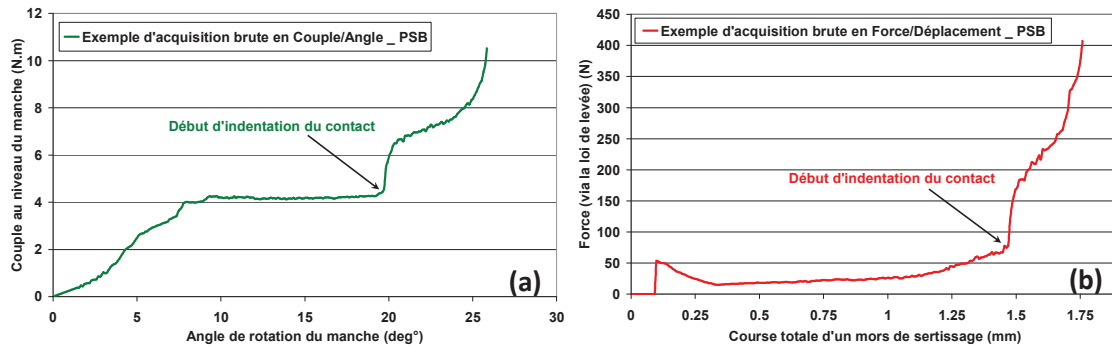 Exemple d'acquisition brute en Couple/Angle _ PSB
Couple au niveau du manche (N.m)
12
10
8
6
4
2
0
Début d'indentation du contact
(a)
0 5 10 15 20 25 30
Angle de rotation du manche (deg°)
Exemple d'acquisition brute en Force/Déplacement _ PSB
Force (via la loi de levée) (N)
450
400
350
300
250
200
150
100
50
0
Début d'indentation du contact
(b)
0 0.25 0.5 0.75 1 1.25 1.5 1.75
Course totale d'un mors de sertissage (mm)